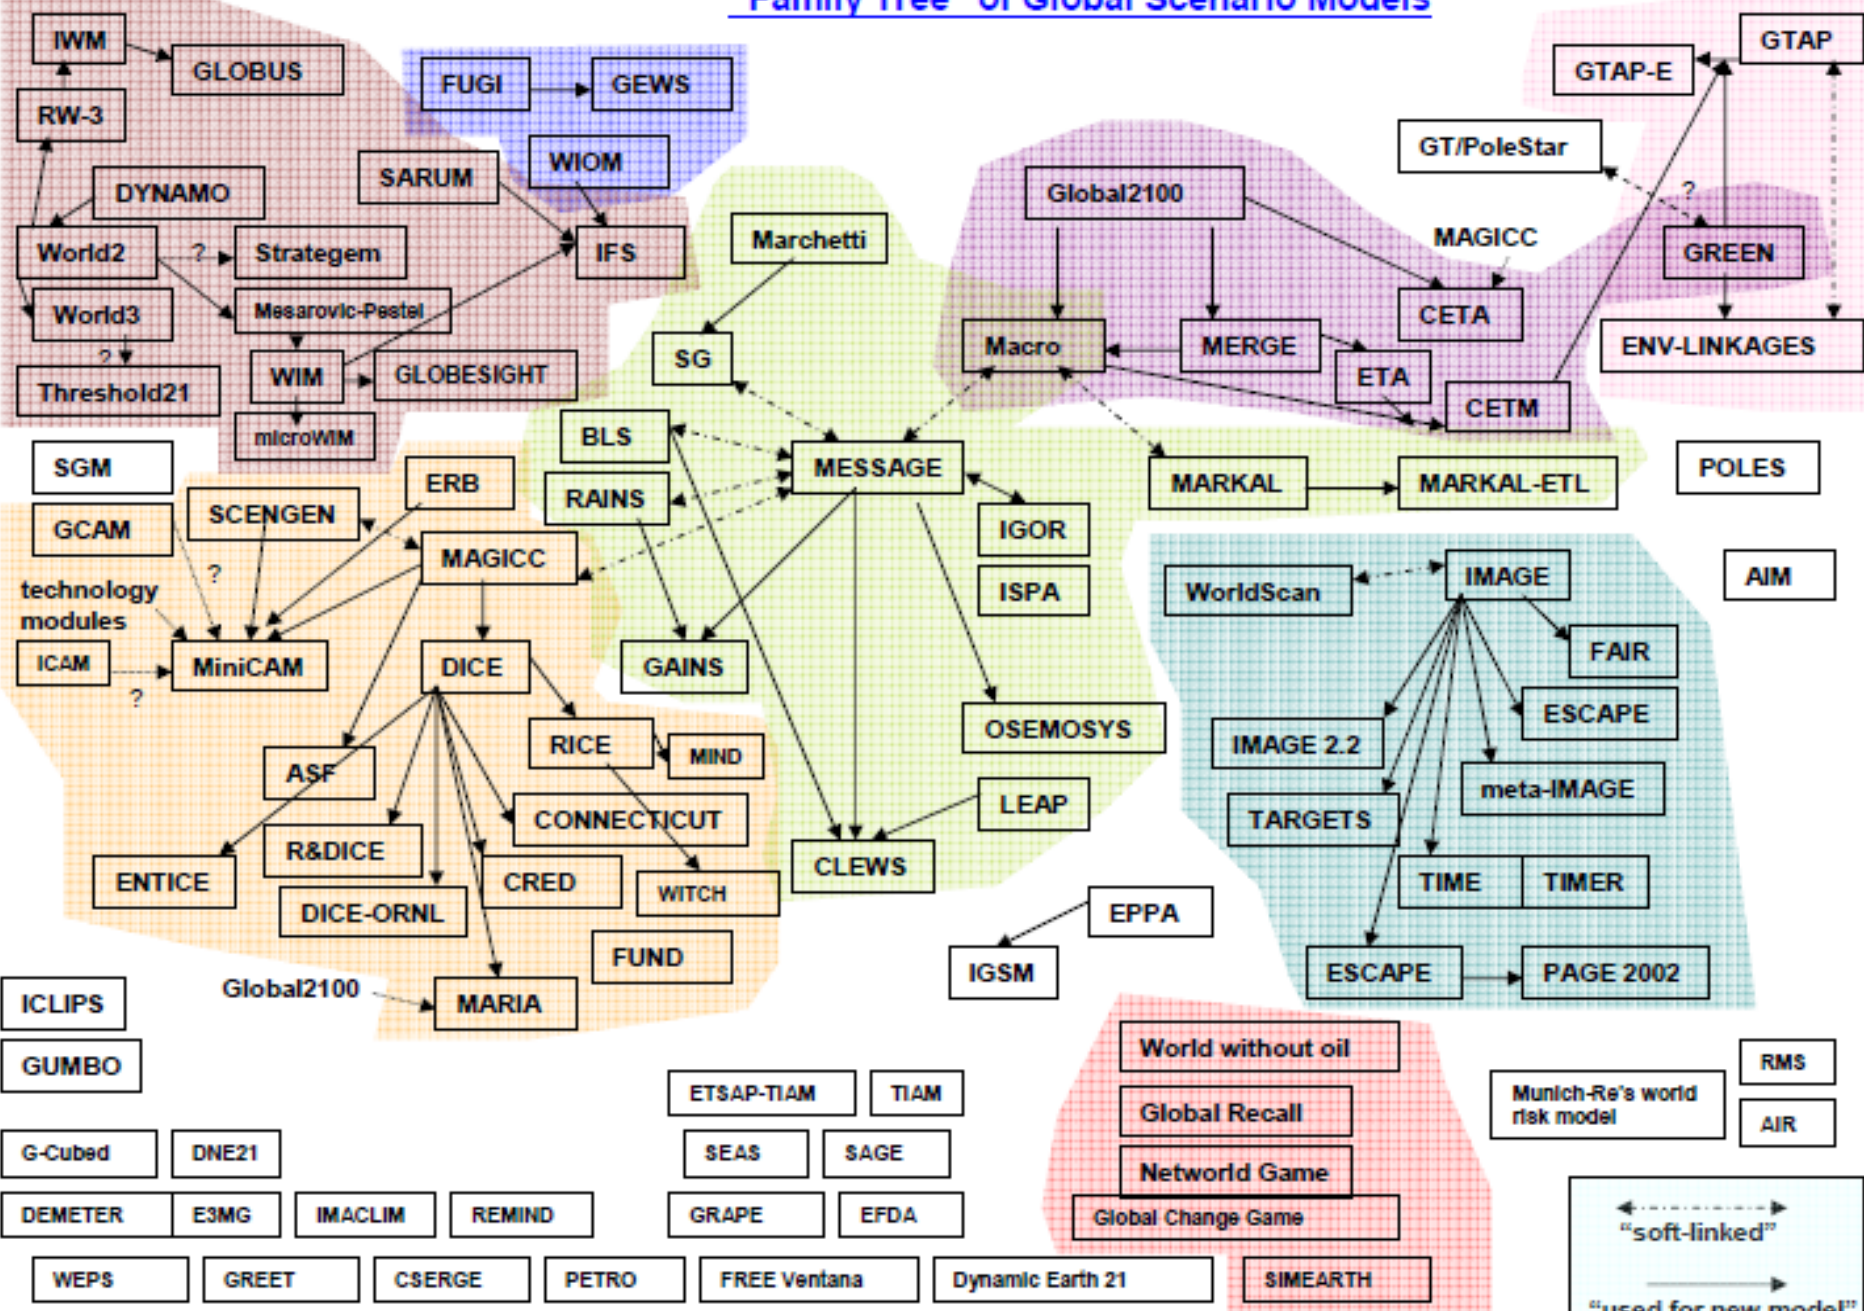 "Family Tree" of Global Scenario Models
IWM
GLOBUS
RW-3
DYNAMO
World2
?
Strategem
World3
Mesarovic-Pestel
?
Threshold21
WIM
GLOBESIGHT
microWIM
SARUM
IFS
FUGI
GEWS
WIOM
Marchetti
SG
BLS
RAINS
MESSAGE
IGOR
ISPA
GAINS
OSEMOSYS
LEAP
CLEWS
MARKAL
MARKAL-ETL
Global2100
Macro
MERGE
ETA
CETM
CETA
MAGICC
GT/PoleStar
?
GREEN
GTAP
GTAP-E
ENV-LINKAGES
POLES
AIM
SGM
GCAM
SCENGEN
ERB
MAGICC
?
technology
modules
ICAM
?
MiniCAM
DICE
RICE
MIND
ASF
CONNECTICUT
R&DICE
ENTICE
CRED
WITCH
DICE-ORNL
FUND
Global2100
MARIA
WorldScan
IMAGE
FAIR
ESCAPE
IMAGE 2.2
meta-IMAGE
TARGETS
TIME
TIMER
ESCAPE
PAGE 2002
EPPA
IGSM
ICLIPS
GUMBO
World without oil
Global Recall
Networld Game
Global Change Game
SIMEARTH
ETSAP-TIAM
TIAM
Munich-Re's world
risk model
RMS
AIR
G-Cubed
DNE21
SEAS
SAGE
DEMETER
E3MG
IMACLIM
REMIND
GRAPE
EFDA
WEPS
GREET
CSERGE
PETRO
FREE Ventana
Dynamic Earth 21
“soft-linked”
“used for new model”